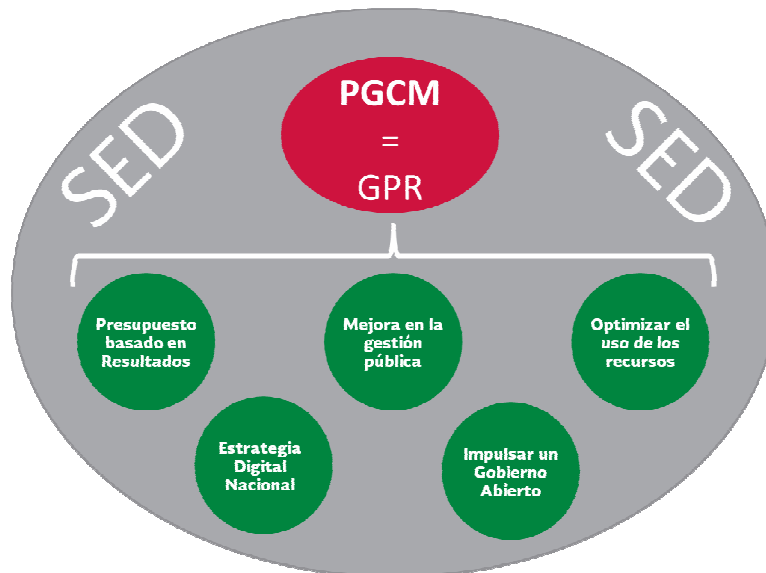 PGCM
=
GPR
SED
SED
Presupuesto
basado en
Resultados
Mejora en la
gestión
pública
Optimizar el
uso de los
recursos
Estrategia
Digital
Nacional
Impulsar un
Gobierno
Abierto